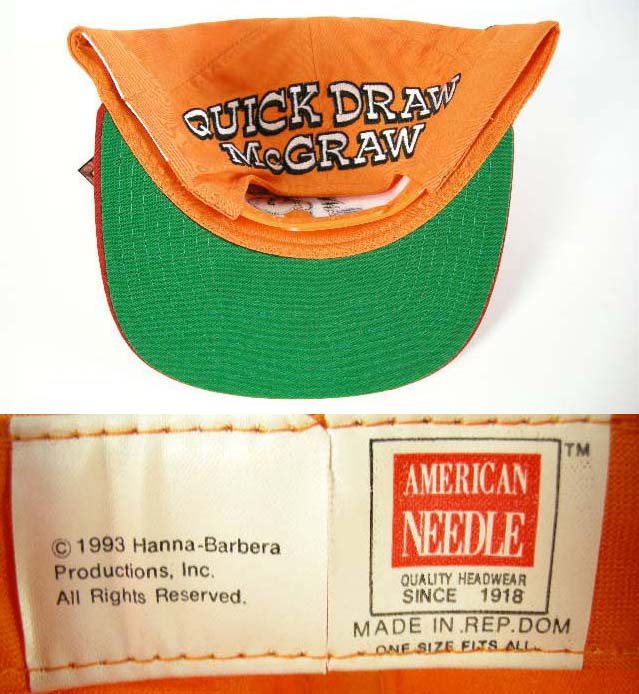 QUICK DRAW
McGRAW
© 1993 Hanna-Barbera
Productions, Inc.
All Rights Reserved.
TM
AMERICAN
NEEDLE
QUALITY HEADWEAR
SINCE 1918
MADE IN.REP.DOM
ONE SIZE FITS ALL.